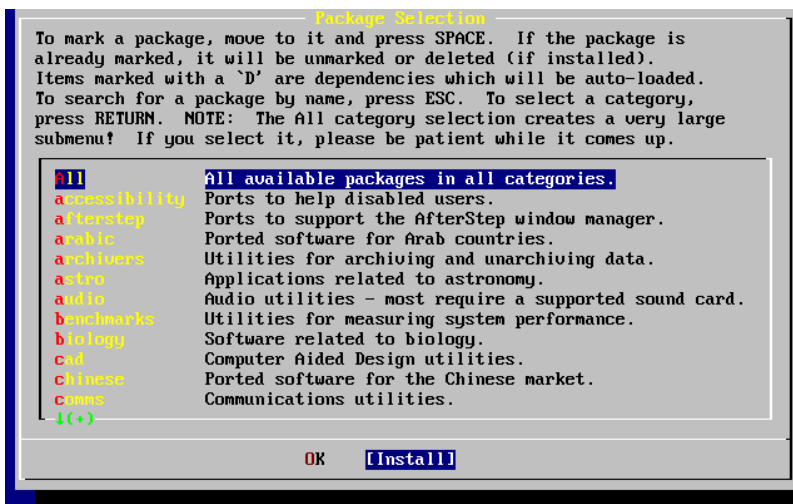 Package Selection
To mark a package, move to it and press SPACE.  If the package is
already marked, it will be unmarked or deleted (if installed).
Items marked with a `D' are dependencies which will be auto-loaded.
To search for a package by name, press ESC.  To select a category,
press RETURN.  NOTE:  The All category selection creates a very large
submenu!  If you select it, please be patient while it comes up.
All All available packages in all categories.
accessibility Ports to help disabled users.
afterstep Ports to support the AfterStep window manager.
arabic Ported software for Arab countries.
archivers Utilities for archiving and unarchiving data.
astro Applications related to astronomy.
audio Audio utilities - most require a supported sound card.
benchmarks Utilities for measuring system performance.
biology Software related to biology.
cad Computer Aided Design utilities.
chinese Ported software for the Chinese market.
comms Communications utilities.
↓(+)
OK [Install]